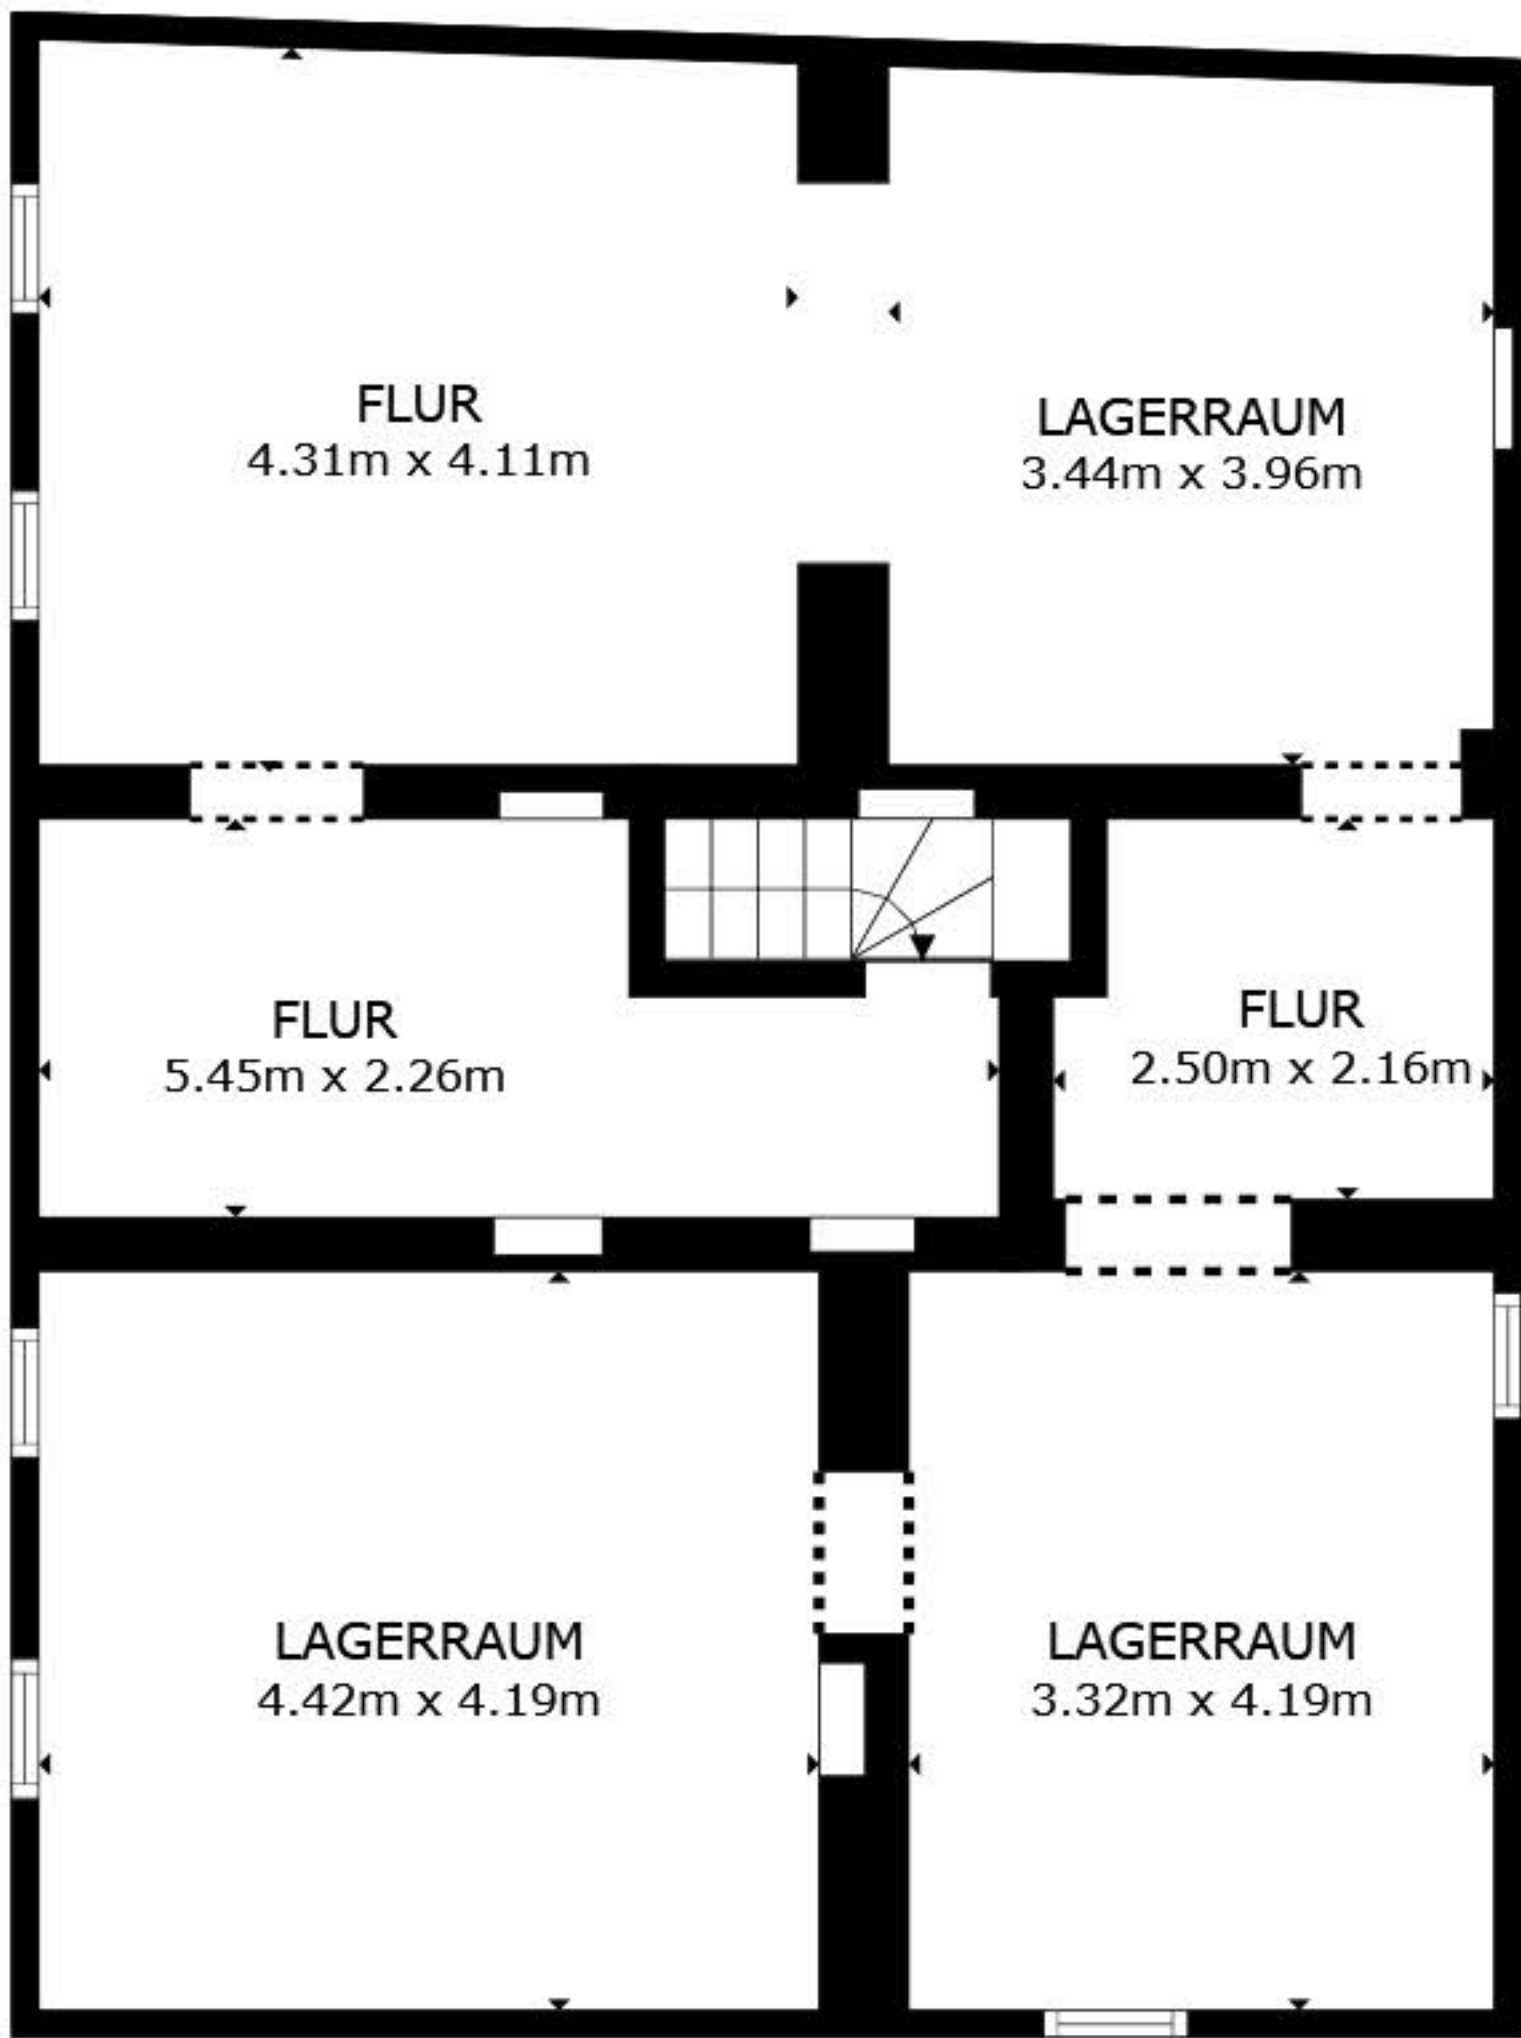 FLUR
4.31m x 4.11m
LAGERRAUM
3.44m x 3.96m
FLUR
5.45m x 2.26m
FLUR
2.50m x 2.16m
LAGERRAUM
4.42m x 4.19m
LAGERRAUM
3.32m x 4.19m